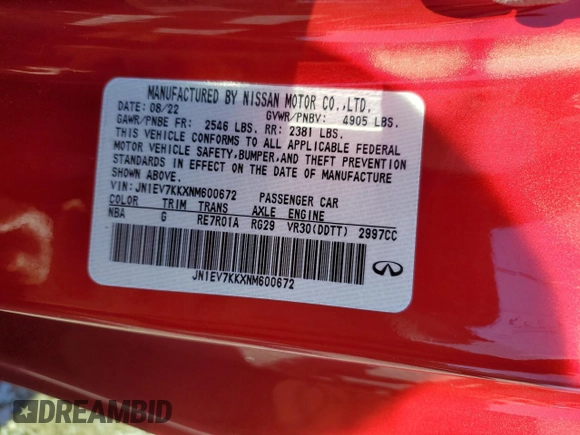 MANUFACTURED BY NISSAN MOTOR CO.,LTD.
DATE: 08/22 GVWR/PNBV: 4905 LBS.
GAWR/PNBE FR: 2546 LBS. RR: 2381 LBS.
THIS VEHICLE CONFORMS TO ALL APPLICABLE FEDERAL
MOTOR VEHICLE SAFETY,BUMPER,AND THEFT PREVENTION
STANDARDS IN EFFECT ON THE DATE OF MANUFACTURE
SHOWN ABOVE.
VIN: JN1EV7KKXNM600672 PASSENGER CAR
COLOR TRIM TRANS AXLE ENGINE
NBA G RE7R01A RG29 VR30(DDTT) 2997CC
JN1EV7KKXNM600672
DREAMBID